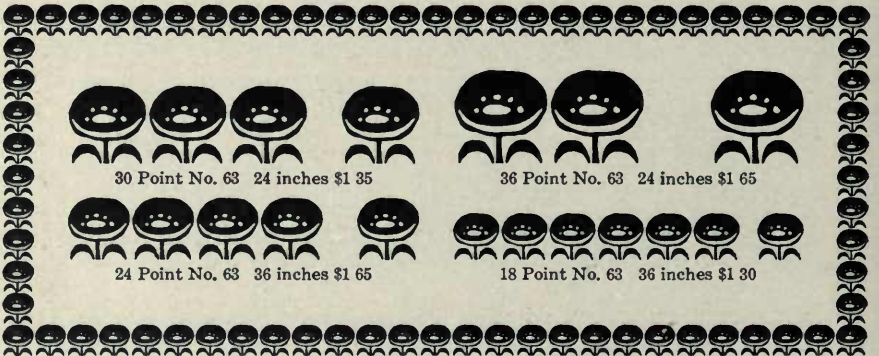 30 Point No. 63 24 inches $1 35
36 Point No. 63 24 inches $1 65
24 Point No. 63 36 inches $1 65
18 Point No. 63 36 inches $1 30